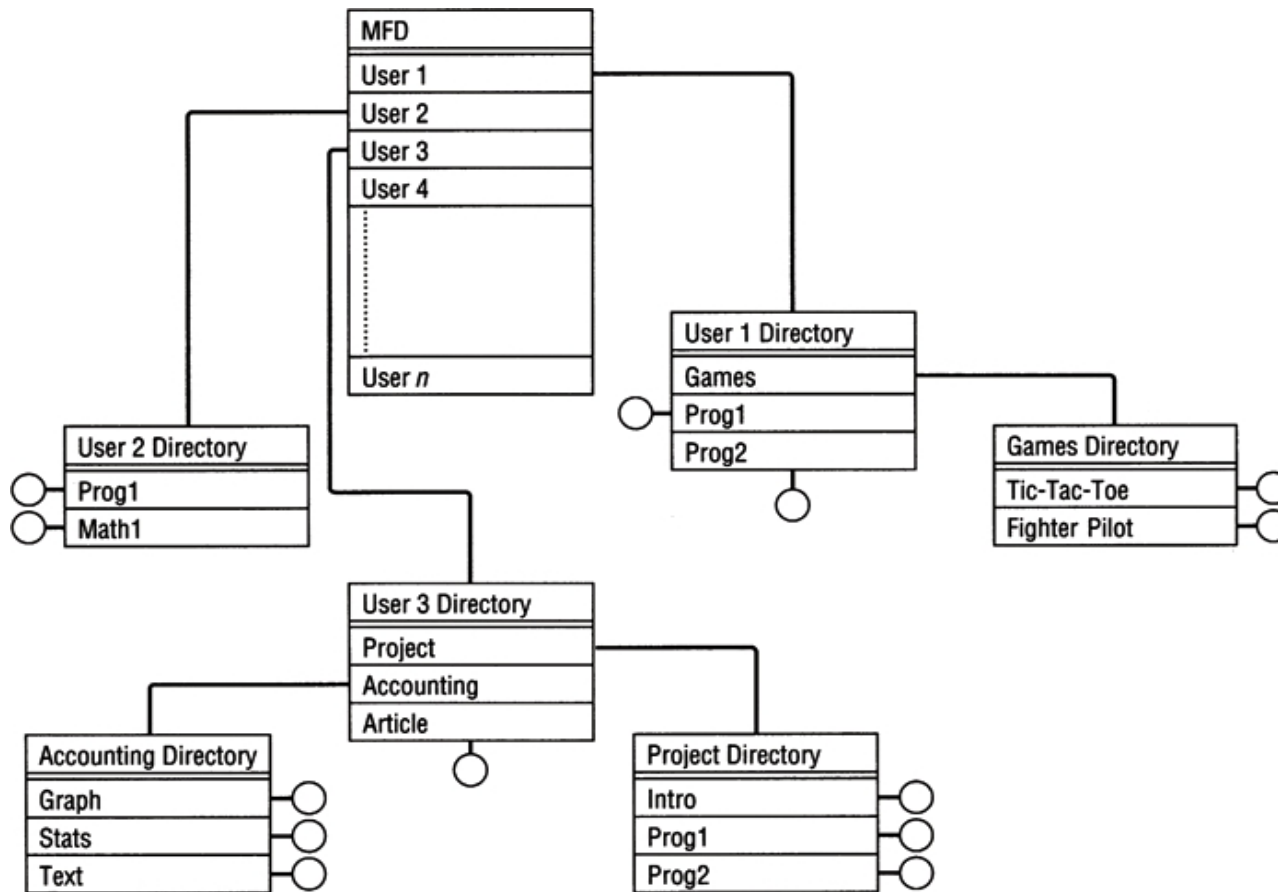 MFD
User 1
User 2
User 3
User 4
User n
User 1 Directory
Games
Prog1
Prog2
User 2 Directory
Prog1
Math1
Games Directory
Tic-Tac-Toe
Fighter Pilot
User 3 Directory
Project
Accounting
Article
Accounting Directory
Graph
Stats
Text
Project Directory
Intro
Prog1
Prog2